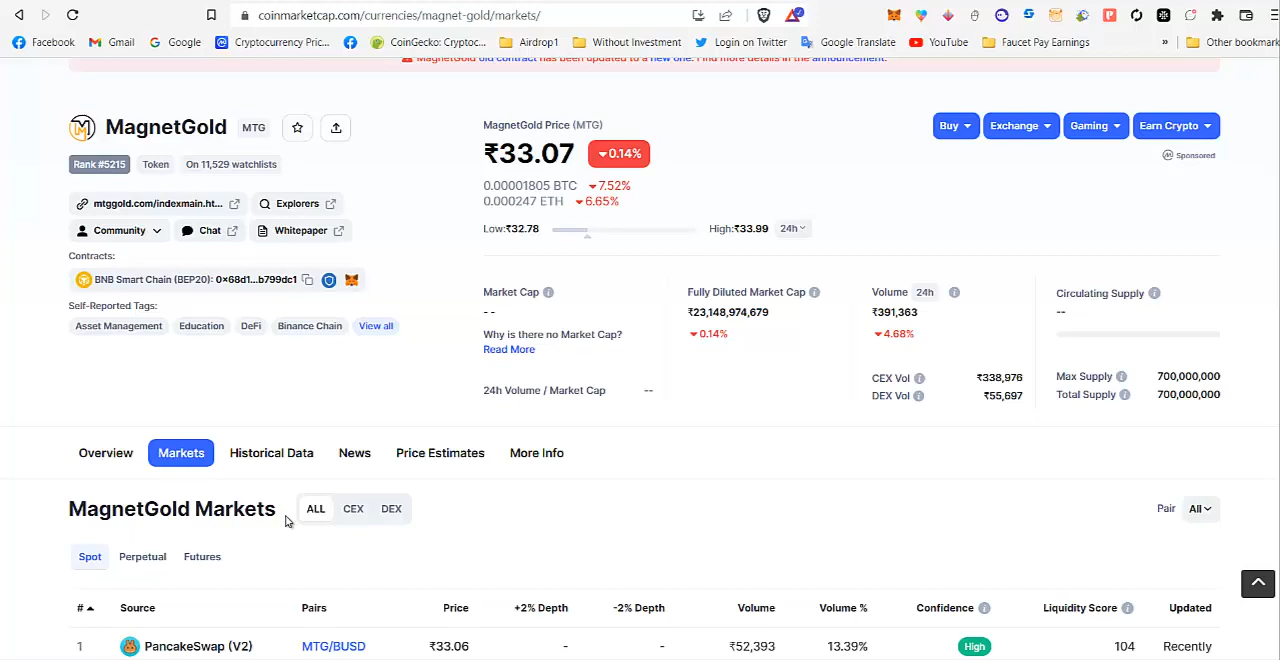 coinmarketcap.com/currencies/magnet-gold/markets/
Facebook Gmail Google Cryptocurrency Pric... CoinGecko: Cryptoc... Airdrop1 Without Investment Login on Twitter Google Translate YouTube Faucet Pay Earnings » Other bookmark
MagnetGold old contract has been updated to a new one. Find more details in the announcement.
MagnetGold MTG
Rank #5215 Token On 11,529 watchlists
mtggold.com/indexmain.ht... Explorers
Community Chat Whitepaper
Contracts:
BNB Smart Chain (BEP20): 0x68d1...b799dc1
Self-Reported Tags:
Asset Management Education DeFi Binance Chain View all
MagnetGold Price (MTG)
₹33.07 0.14%
0.00001805 BTC 7.52%
0.000247 ETH 6.65%
Low:₹32.78 High:₹33.99 24h
Buy Exchange Gaming Earn Crypto
Sponsored
Market Cap
- -
Why is there no Market Cap?
Read More
24h Volume / Market Cap --
Fully Diluted Market Cap
₹23,148,974,679
0.14%
Volume 24h
₹391,363
4.68%
CEX Vol ₹338,976
DEX Vol ₹55,697
Circulating Supply
--
Max Supply 700,000,000
Total Supply 700,000,000
Overview Markets Historical Data News Price Estimates More Info
MagnetGold Markets ALL CEX DEX Pair All
Spot Perpetual Futures
# Source Pairs Price +2% Depth -2% Depth Volume Volume % Confidence Liquidity Score Updated
1 PancakeSwap (V2) MTG/BUSD ₹33.06 - - ₹52,393 13.39% High 104 Recently